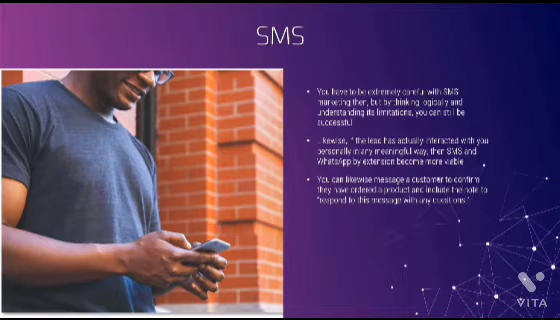 SMS
• You have to be extremely careful with SMS
marketing then, but by thinking logically and
understanding its limitations, you can still be
successful
• Likewise, if the lead has actually interacted with you
personally in any meaningful way, then SMS and
WhatsApp by extension become more viable
• You can likewise message a customer to confirm
they have ordered a product and include the note to
"respond to this message with any questions".
VITA